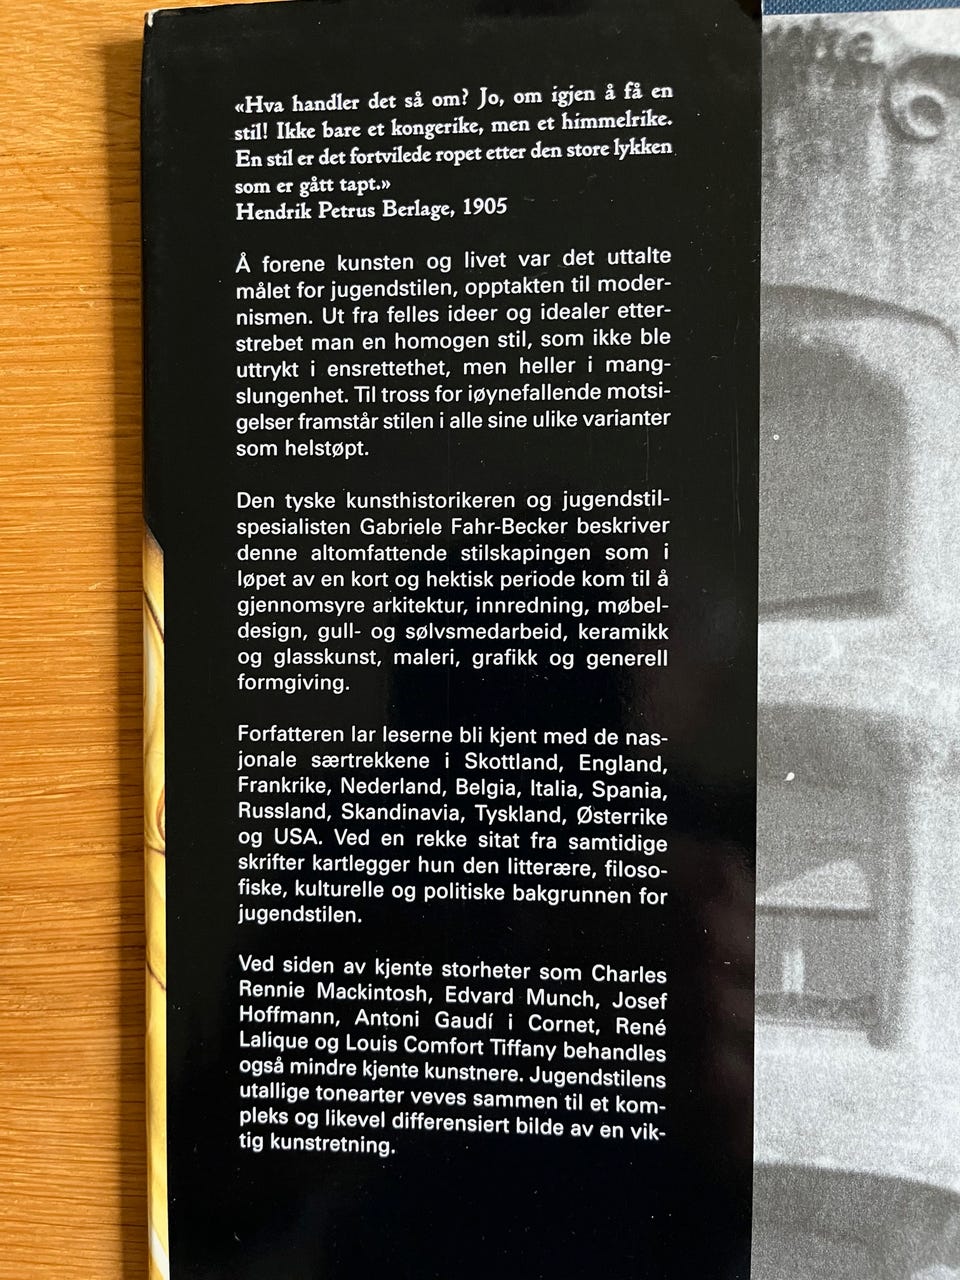 «Hva handler det så om? Jo, om igjen å få en
stil! Ikke bare et kongerike, men et himmelrike.
En stil er det fortvilede ropet etter den store lykken
som er gått tapt.»
Hendrik Petrus Berlage, 1905
Å forene kunsten og livet var det uttalte
målet for jugendstilen, opptakten til moder-
nismen. Ut fra felles ideer og idealer etter-
strebet man en homogen stil, som ikke ble
uttrykt i ensrettethet, men heller i mang-
slungenhet. Til tross for iøynefallende motsi-
gelser framstår stilen i alle sine ulike varianter
som helstøpt.
Den tyske kunsthistorikeren og jugendstil-
spesialisten Gabriele Fahr-Becker beskriver
denne altomfattende stilskapingen som i
løpet av en kort og hektisk periode kom til å
gjennomsyre arkitektur, innredning, møbel-
design, gull- og sølvsmedarbeid, keramikk
og glasskunst, maleri, grafikk og generell
formgiving.
Forfatteren lar leserne bli kjent med de nas-
jonale særtrekkene i Skottland, England,
Frankrike, Nederland, Belgia, Italia, Spania,
Russland, Skandinavia, Tyskland, Østerrike
og USA. Ved en rekke sitat fra samtidige
skrifter kartlegger hun den litterære, filoso-
fiske, kulturelle og politiske bakgrunnen for
jugendstilen.
Ved siden av kjente storheter som Charles
Rennie Mackintosh, Edvard Munch, Josef
Hoffmann, Antoni Gaudí i Cornet, René
Lalique og Louis Comfort Tiffany behandles
også mindre kjente kunstnere. Jugendstilens
utallige tonearter veves sammen til et kom-
pleks og likevel differensiert bilde av en vik-
tig kunstretning.